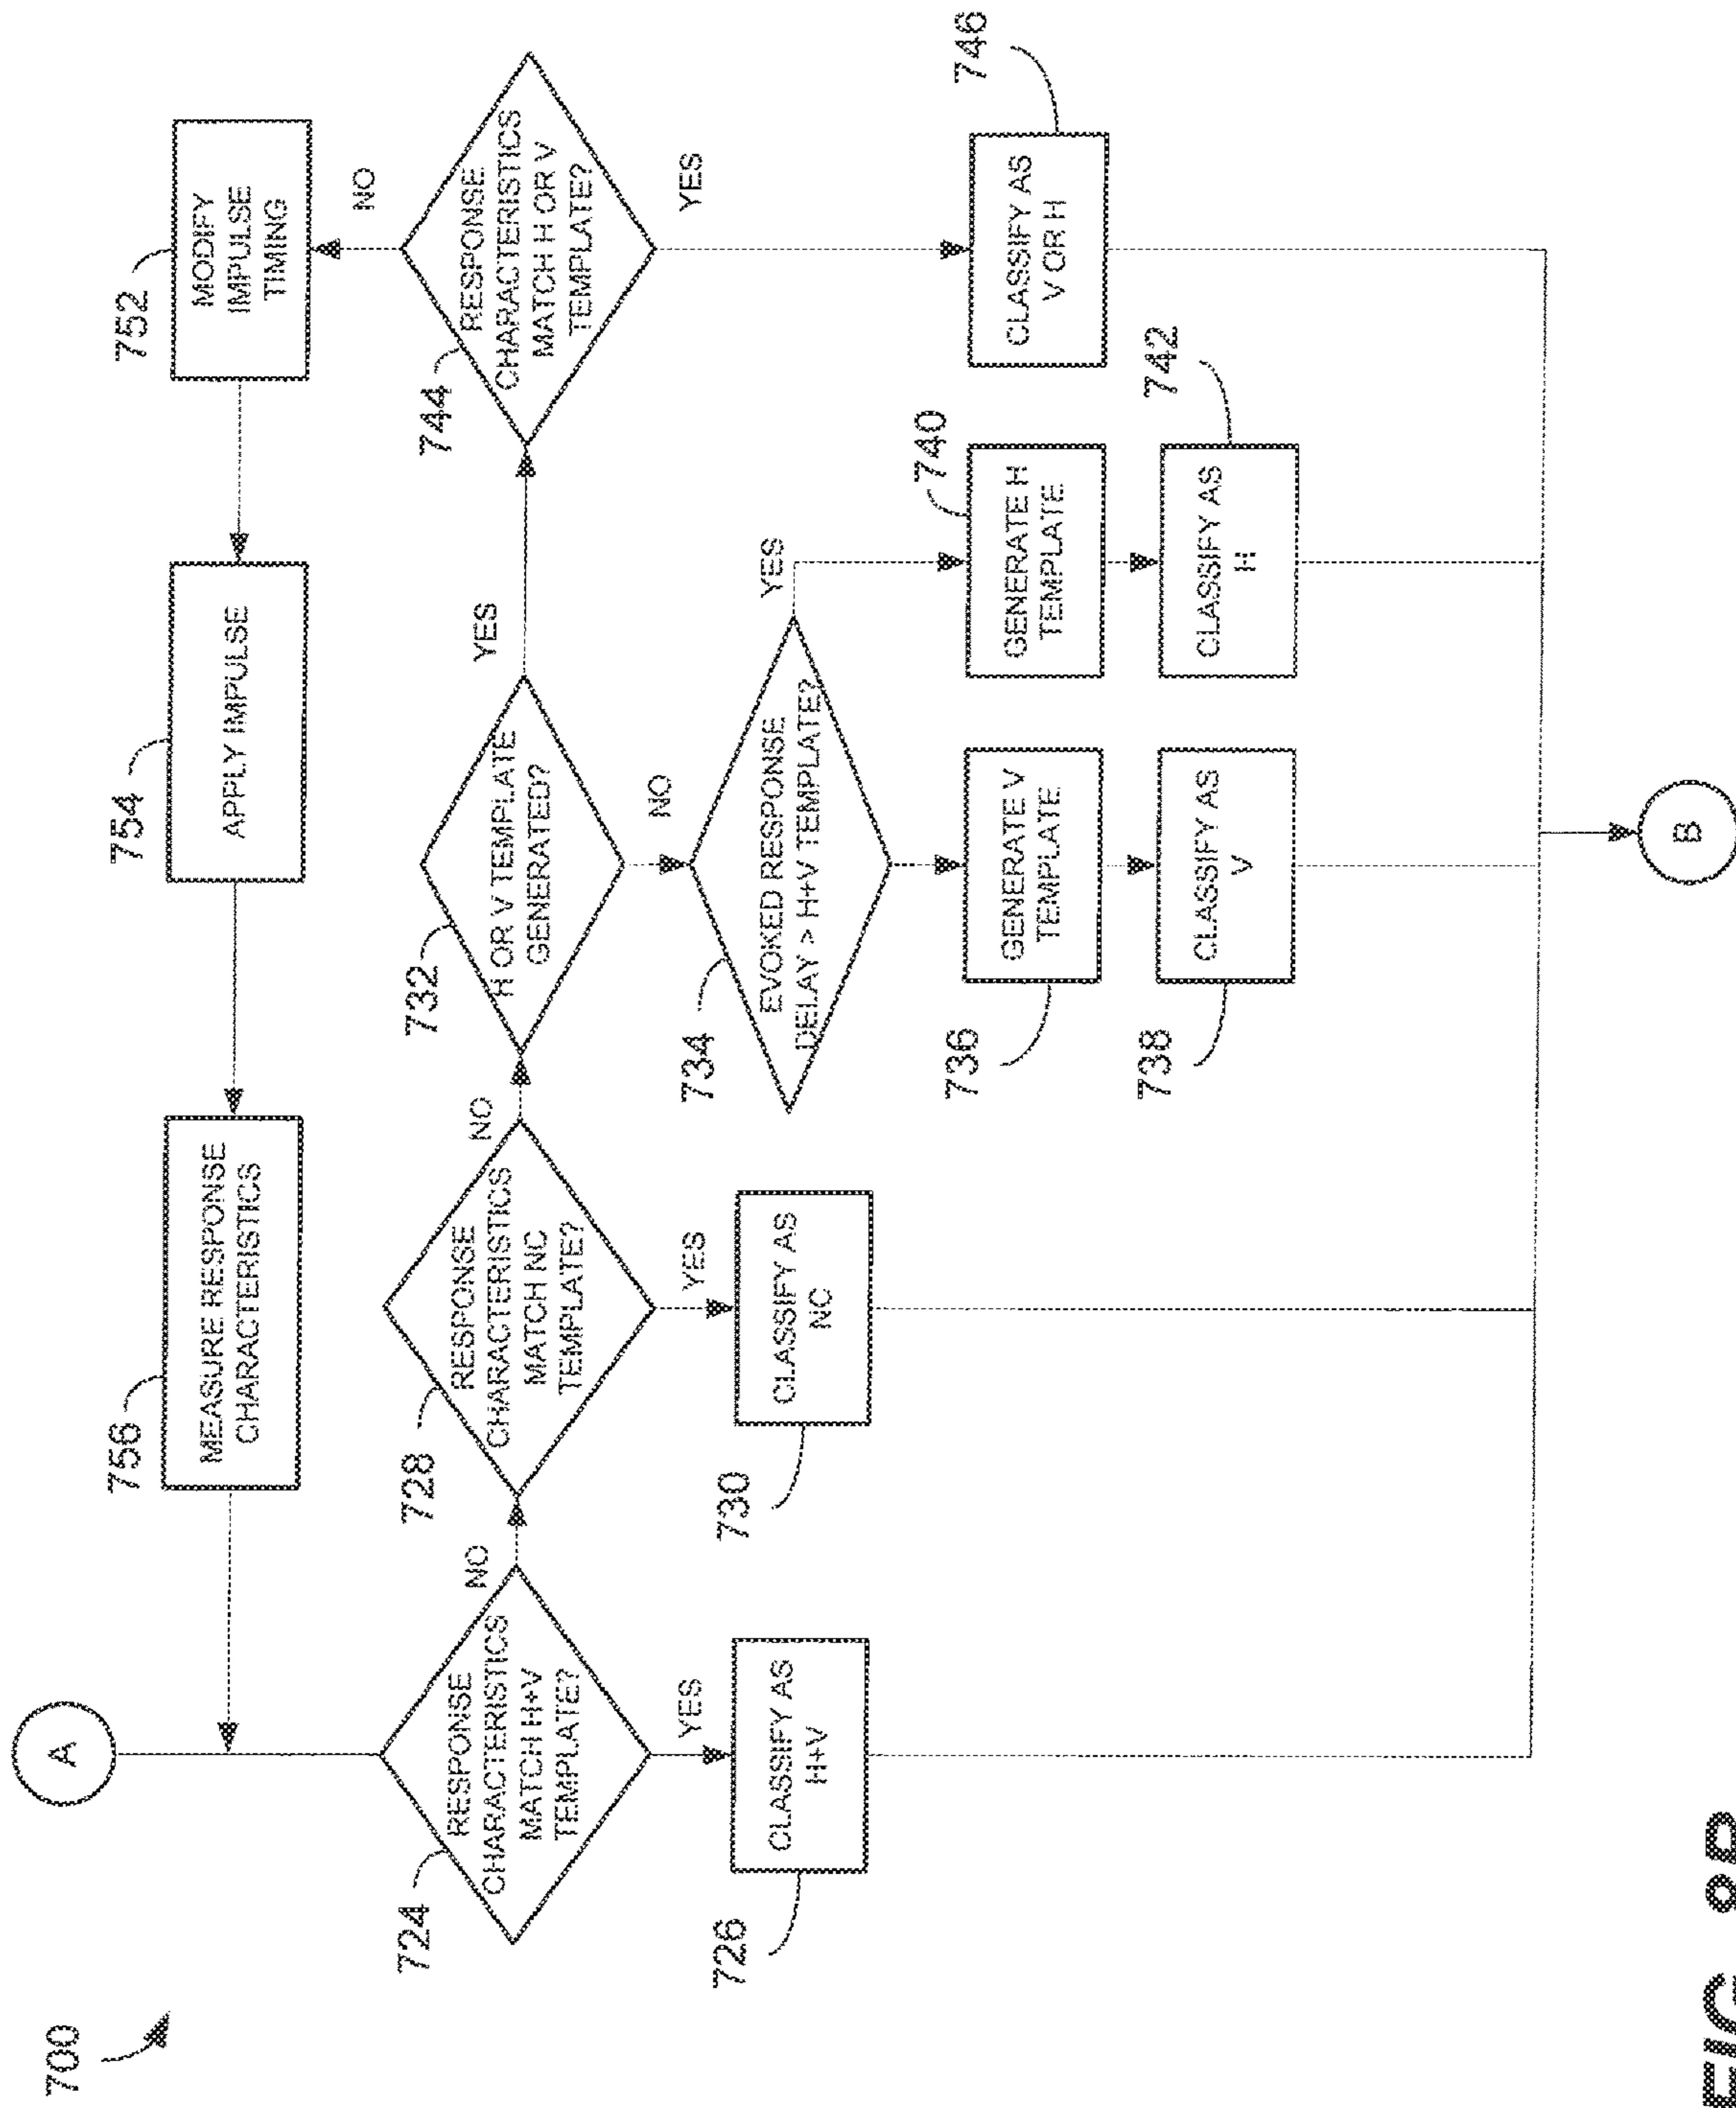 700
A
756
MEASURE RESPONSE
CHARACTERISTICS
754
APPLY IMPULSE
752
MODIFY
IMPULSE
TIMING
724
RESPONSE
CHARACTERISTICS
MATCH H+V
TEMPLATE?
NO
YES
726
CLASSIFY AS
H+V
728
RESPONSE
CHARACTERISTICS
MATCH NC
TEMPLATE?
NO
YES
730
CLASSIFY AS
NC
732
H OR V TEMPLATE
GENERATED?
YES
NO
734
EVOKED RESPONSE
DELAY > H+V TEMPLATE?
YES
736
GENERATE V
TEMPLATE
738
CLASSIFY AS
V
740
GENERATE H
TEMPLATE
742
CLASSIFY AS
H
744
RESPONSE
CHARACTERISTICS
MATCH H OR V
TEMPLATE?
NO
YES
746
CLASSIFY AS
V OR H
B